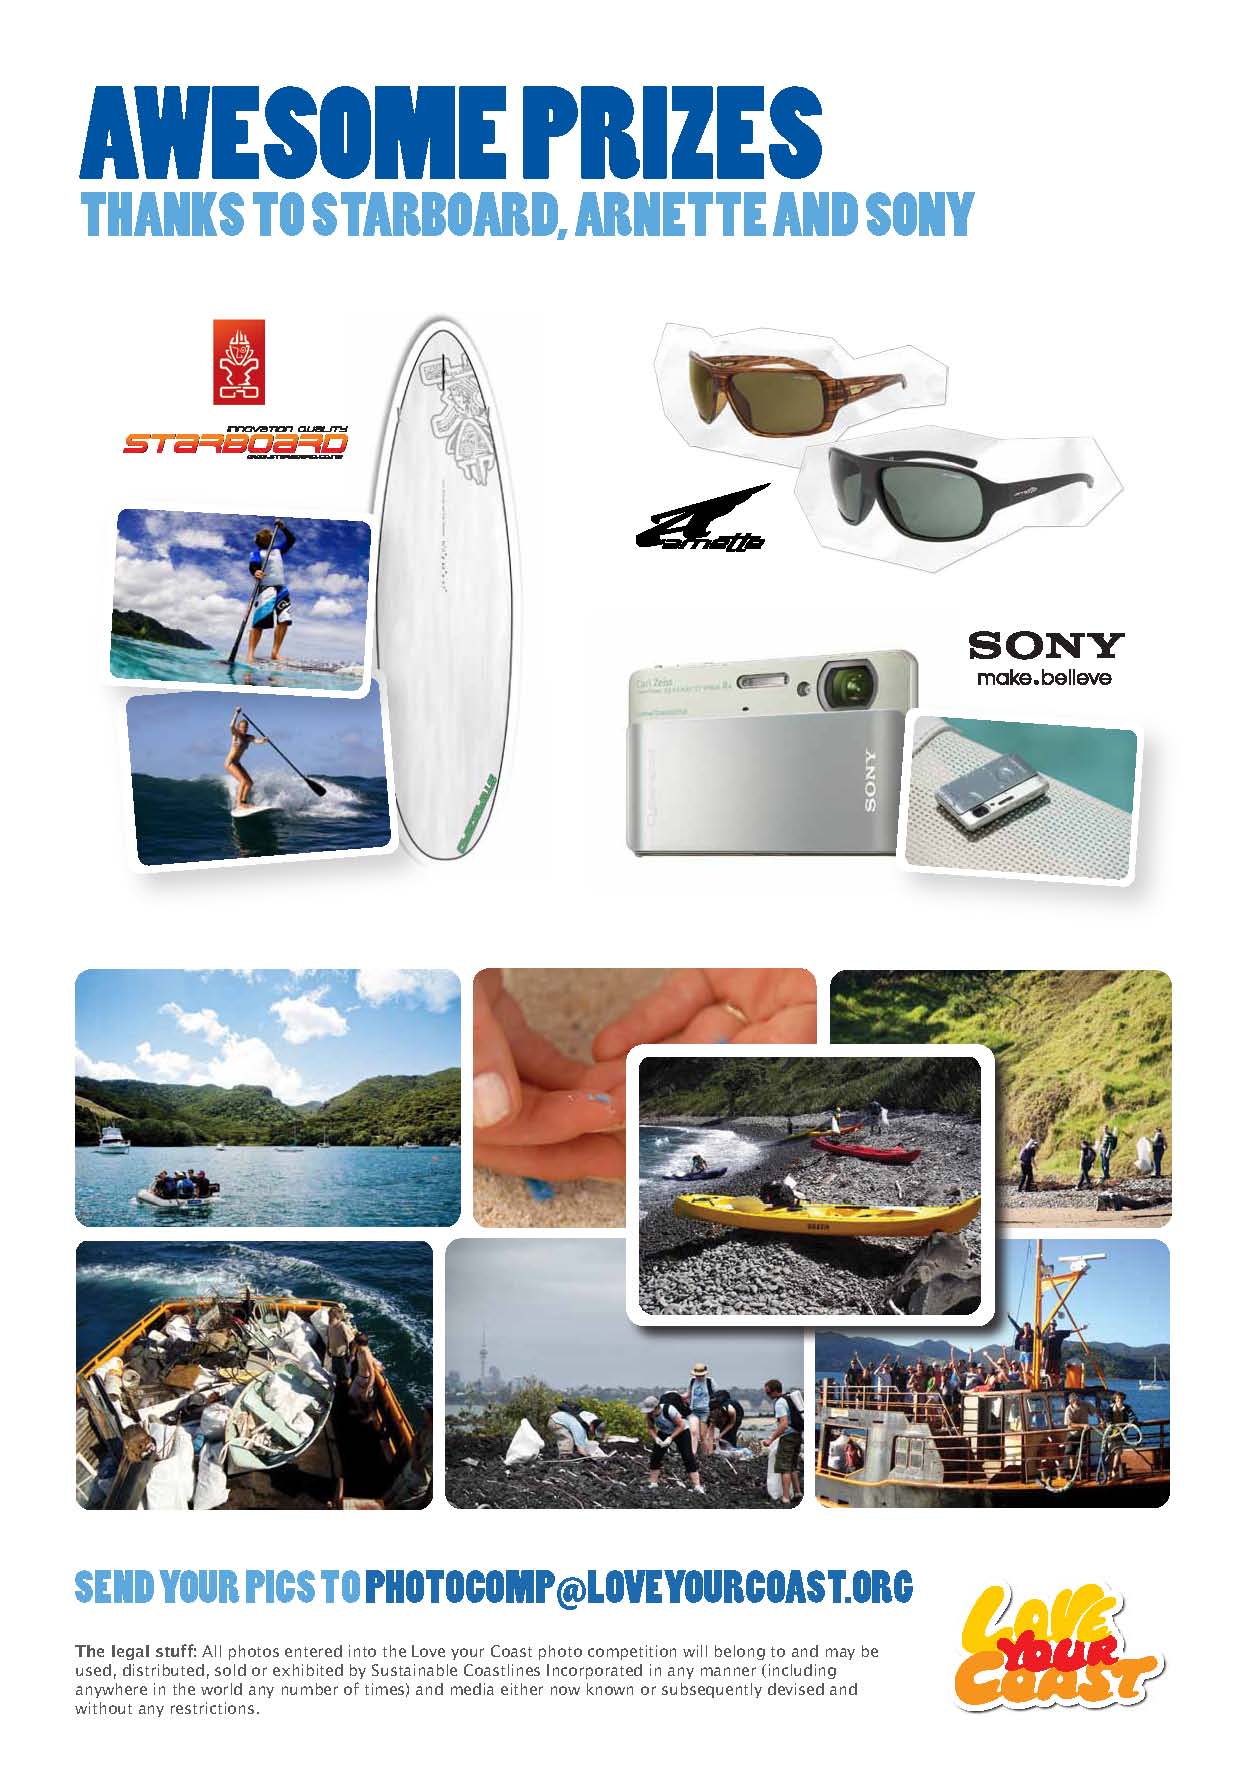 AWESOME PRIZES
THANKS TO STARBOARD, ARNETTE AND SONY
INNOVATION QUALITY
STARBOARD
arnette
SONY
make.believe
Carl Zeiss
SONY
SEND YOUR PICS TO PHOTOCOMP@LOVEYOURCOAST.ORG
The legal stuff: All photos entered into the Love your Coast photo competition will belong to and may be
used, distributed, sold or exhibited by Sustainable Coastlines Incorporated in any manner (including
anywhere in the world any number of times) and media either now known or subsequently devised and
without any restrictions.
LOVE
YOUR
COAST